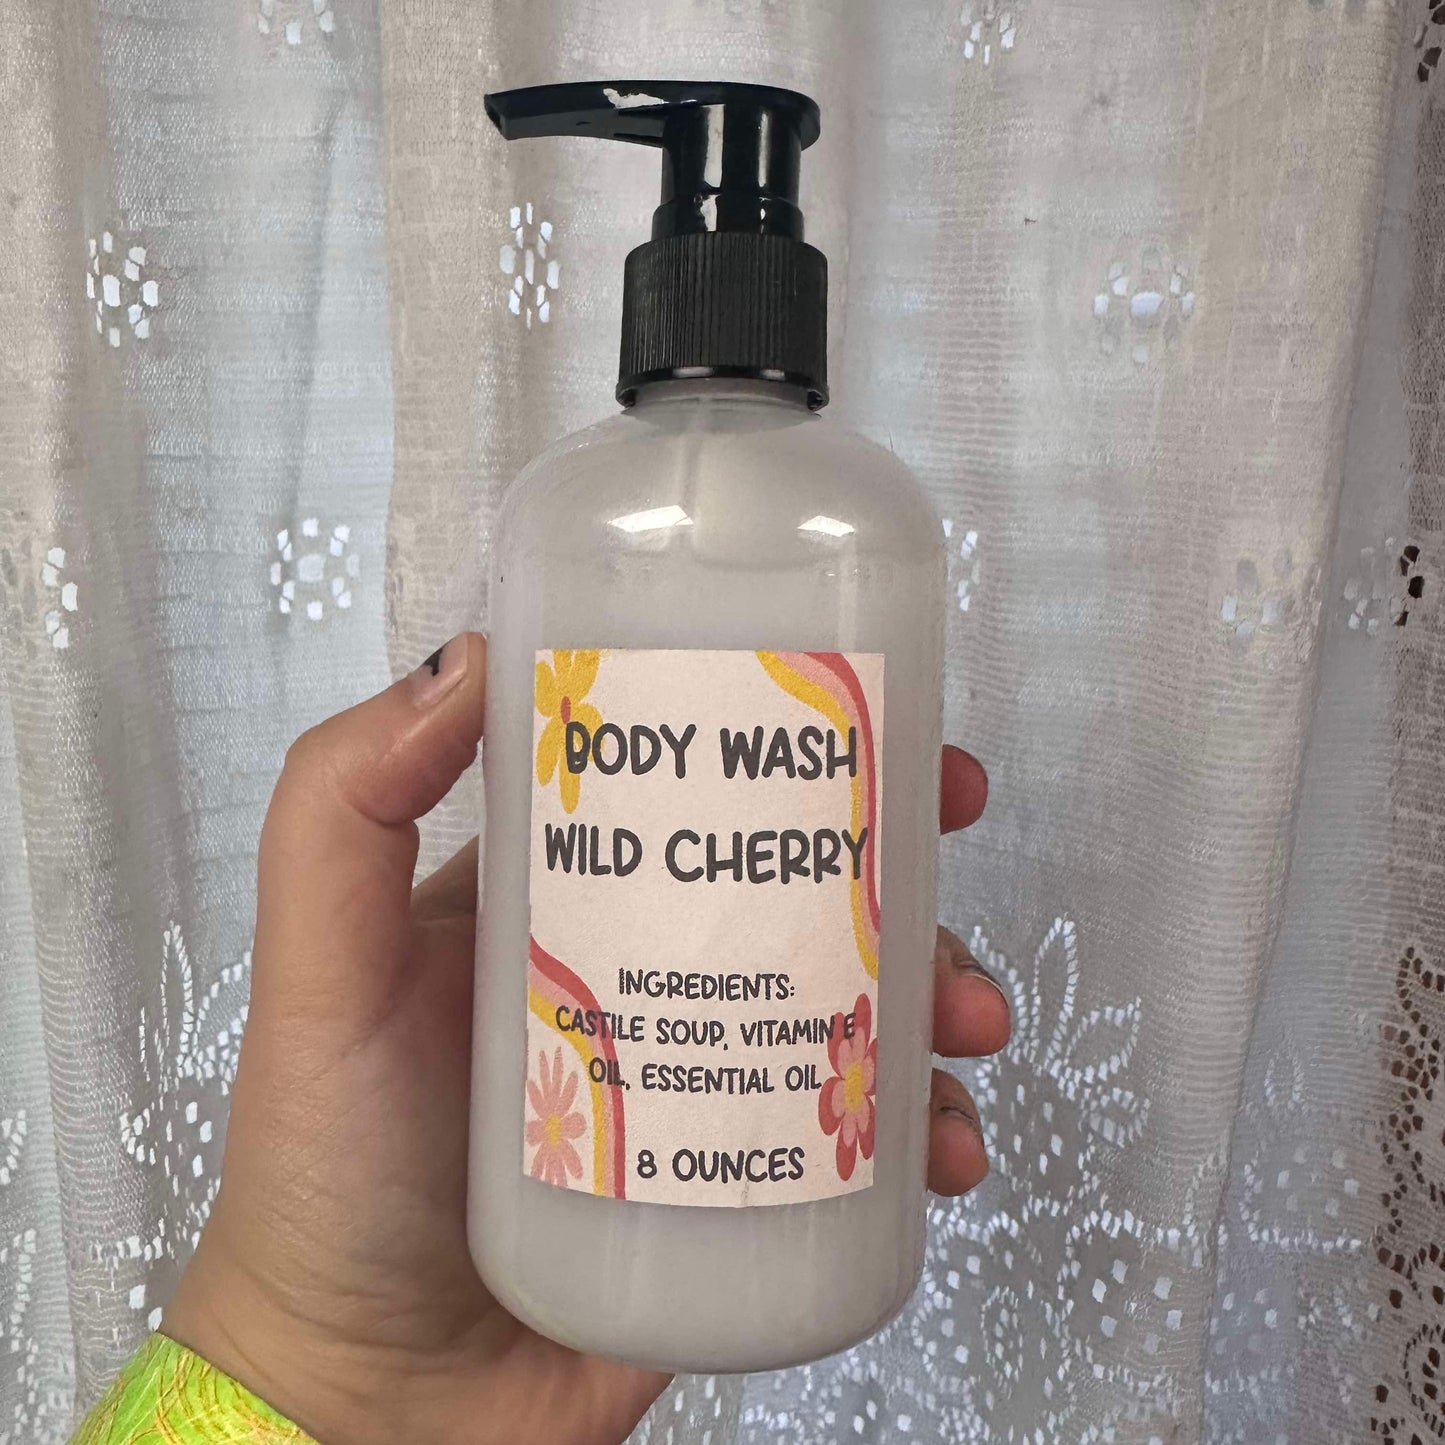 BODY WASH
WILD CHERRY
INGREDIENTS:
CASTILE SOUP, VITAMIN E
OIL, ESSENTIAL OIL
8 OUNCES